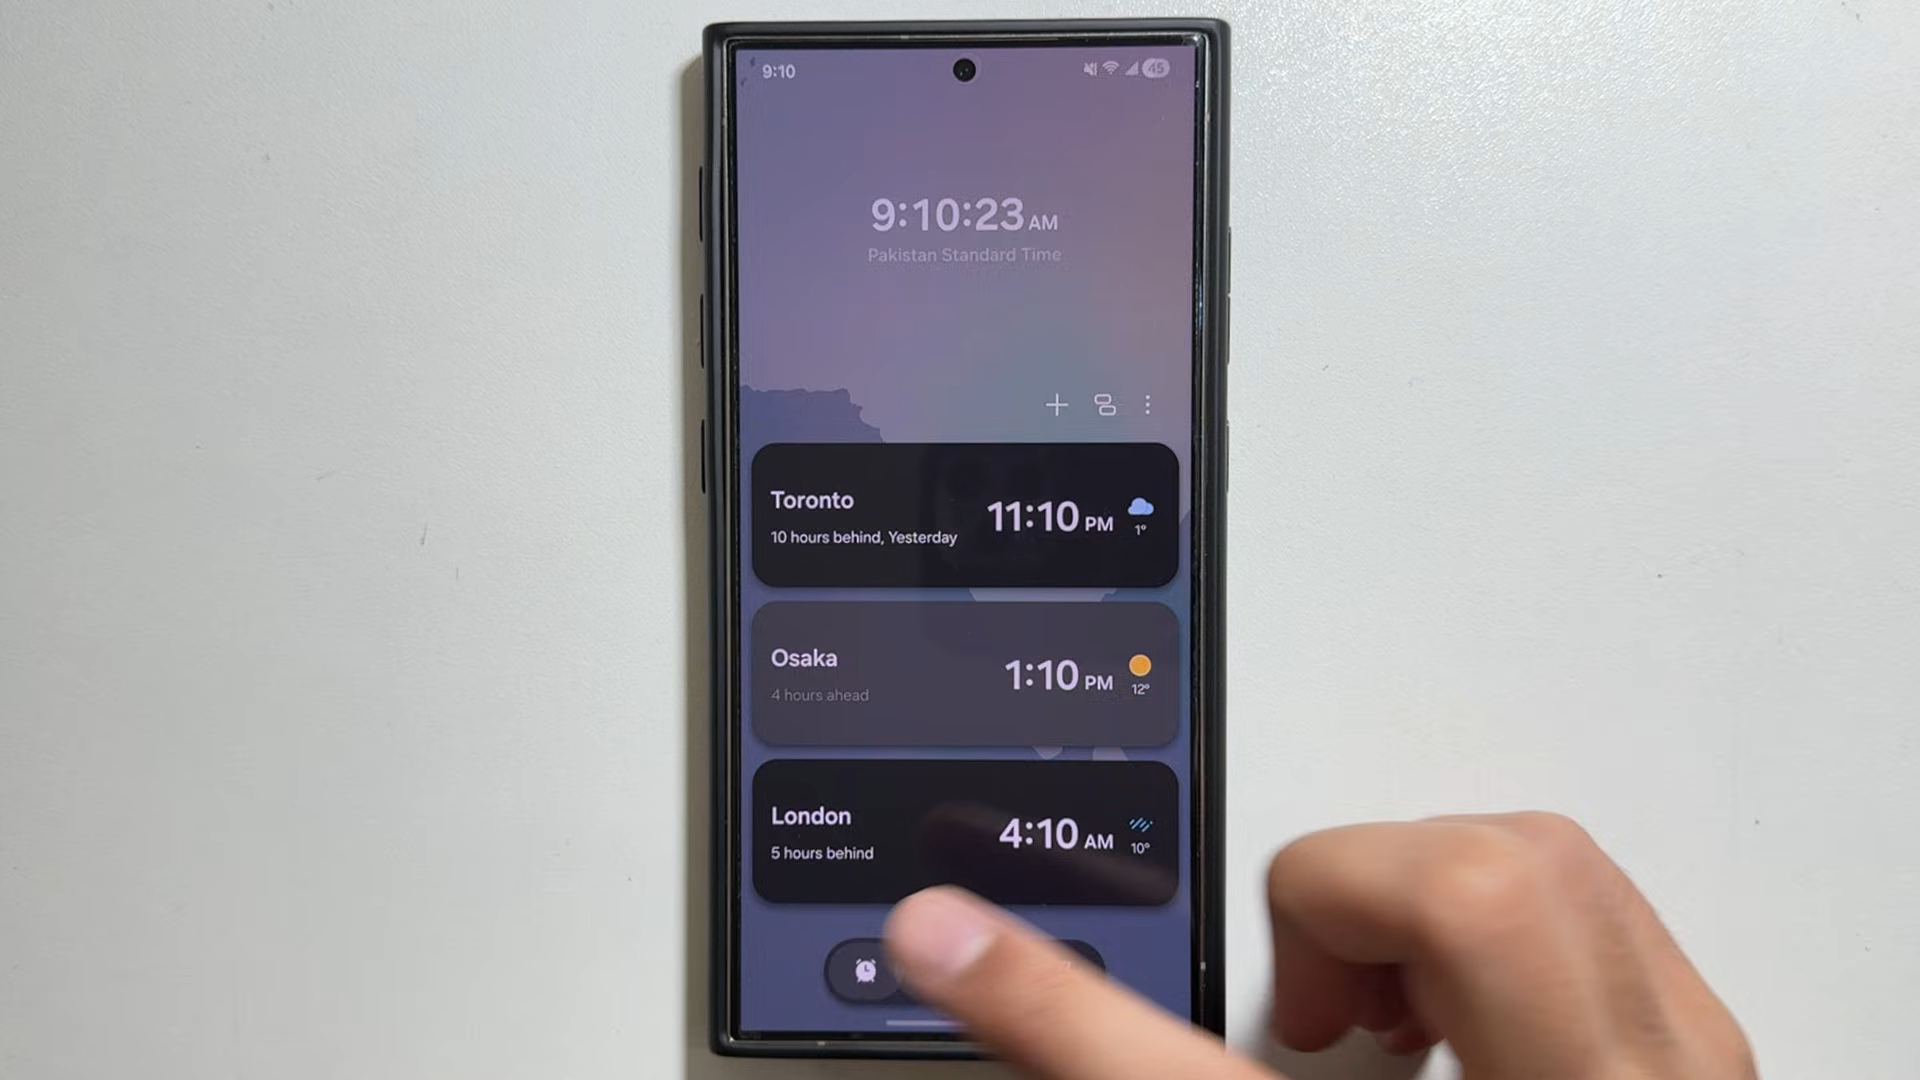 9:10
45
9:10:23 AM
Pakistan Standard Time
Toronto
11:10 PM
1°
10 hours behind, Yesterday
Osaka
1:10 PM
12°
4 hours ahead
London
4:10 AM
10°
5 hours behind